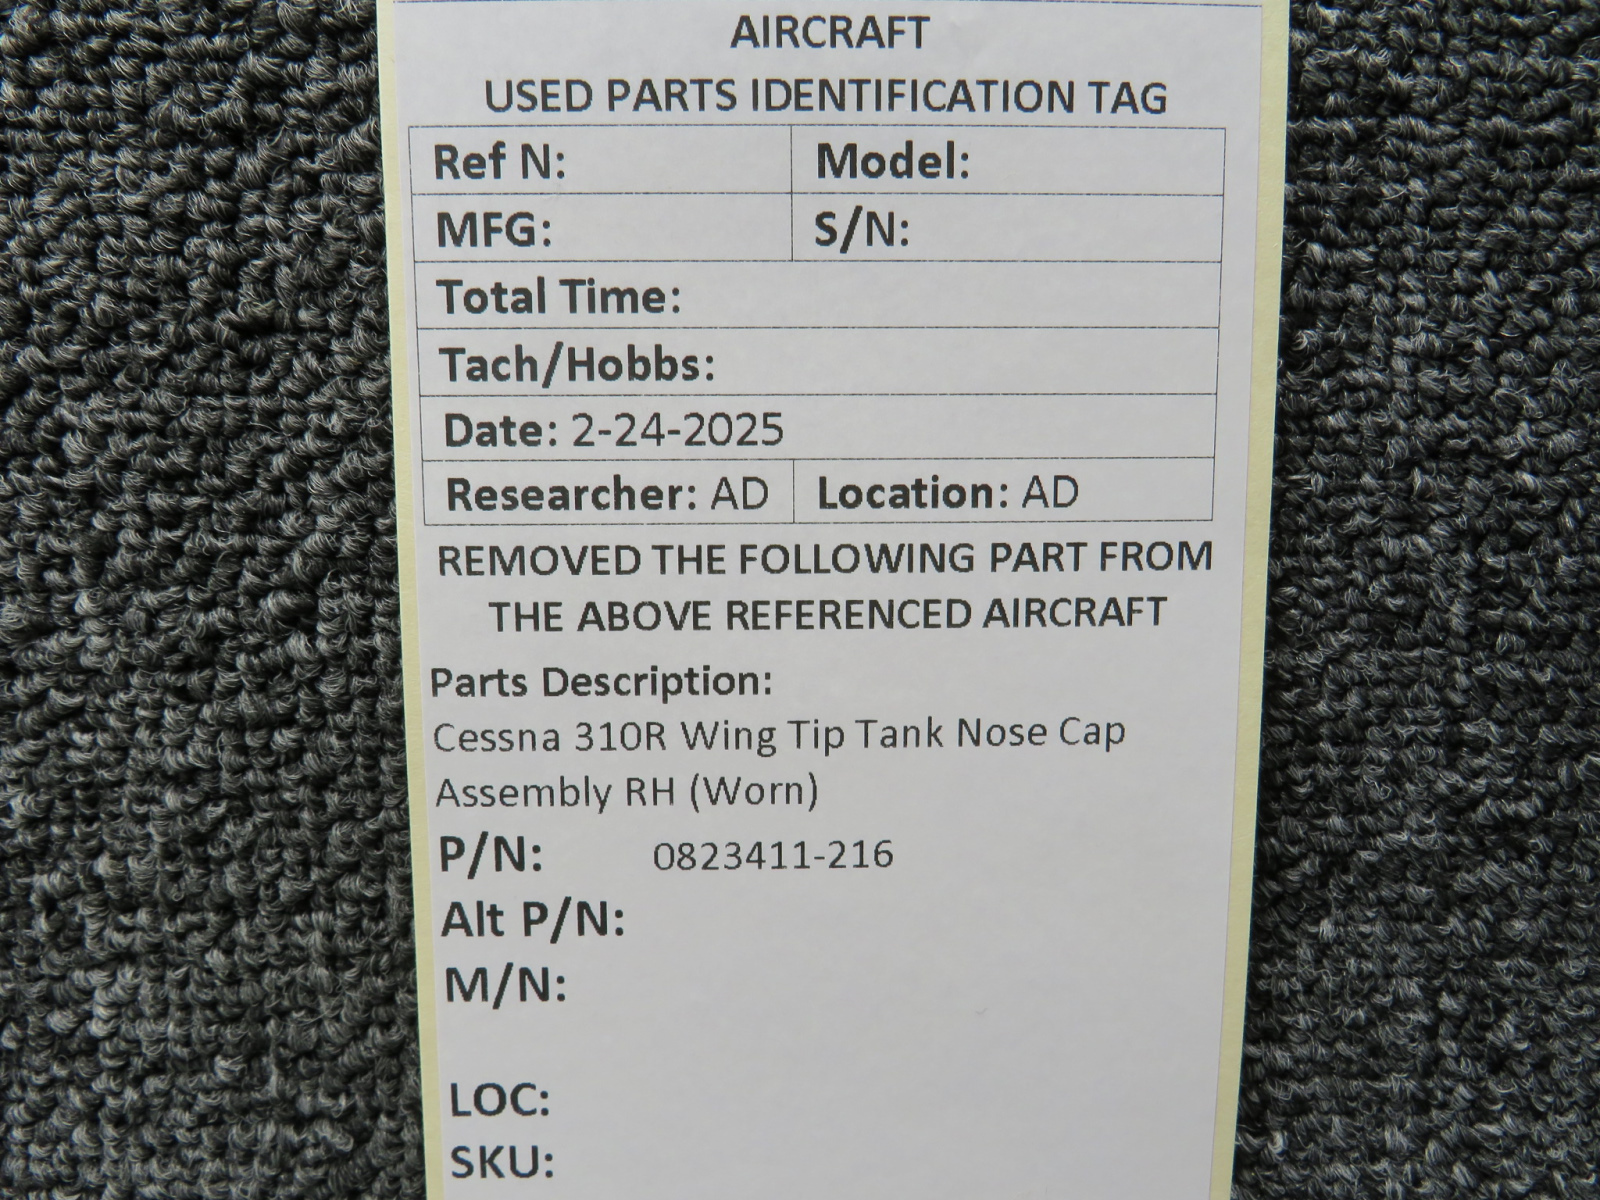 AIRCRAFT
USED PARTS IDENTIFICATION TAG
Ref N: Model:
MFG: S/N:
Total Time:
Tach/Hobbs:
Date: 2-24-2025
Researcher: AD Location: AD
REMOVED THE FOLLOWING PART FROM
THE ABOVE REFERENCED AIRCRAFT
Parts Description:
Cessna 310R Wing Tip Tank Nose Cap
Assembly RH (Worn)
P/N: 0823411-216
Alt P/N:
M/N:
LOC:
SKU: